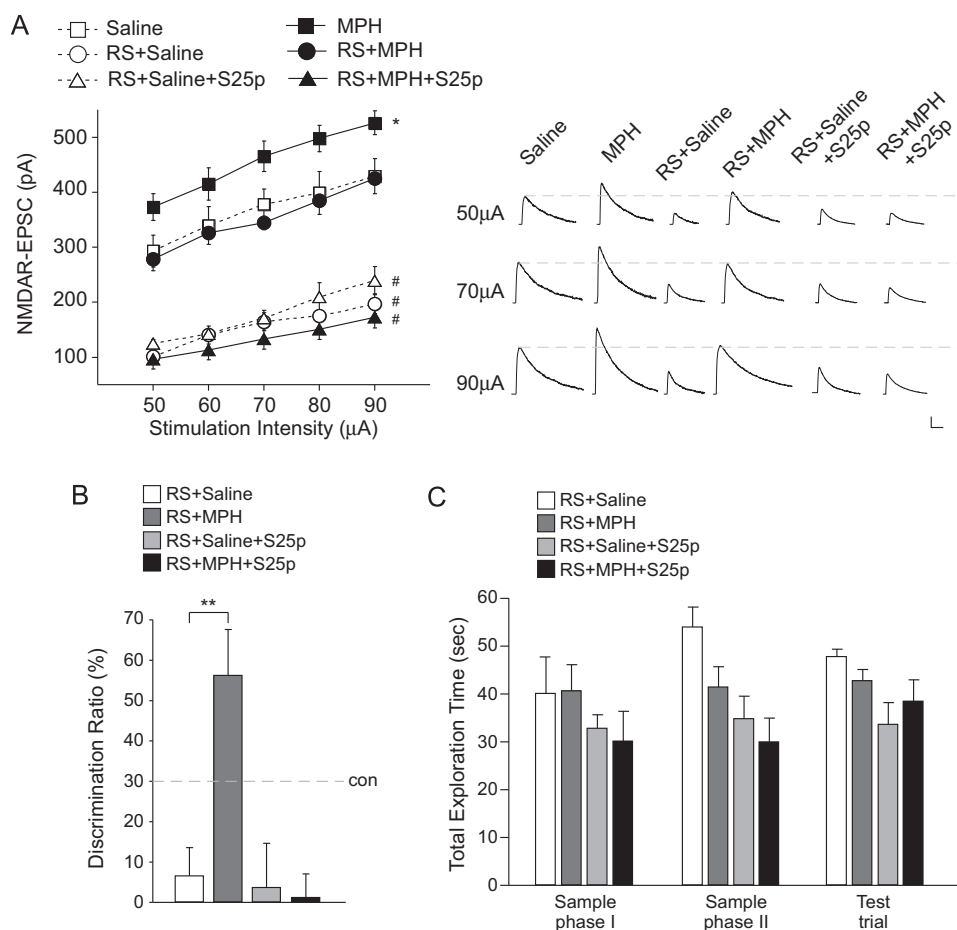 A
Saline
RS+Saline
RS+Saline+S25p
MPH
RS+MPH
RS+MPH+S25p
NMDAR-EPSC (pA)
500
400
300
200
100
*
#
#
#
50
60
70
80
90
Stimulation Intensity (μA)
Saline
MPH
RS+Saline
RS+MPH
RS+Saline
+S25p
RS+MPH
+S25p
50μA
70μA
90μA
B
RS+Saline
RS+MPH
RS+Saline+S25p
RS+MPH+S25p
Discrimination Ratio (%)
70
60
50
40
30
20
10
0
**
con
C
RS+Saline
RS+MPH
RS+Saline+S25p
RS+MPH+S25p
Total Exploration Time (sec)
60
50
40
30
20
10
0
Sample
phase I
Sample
phase II
Test
trial